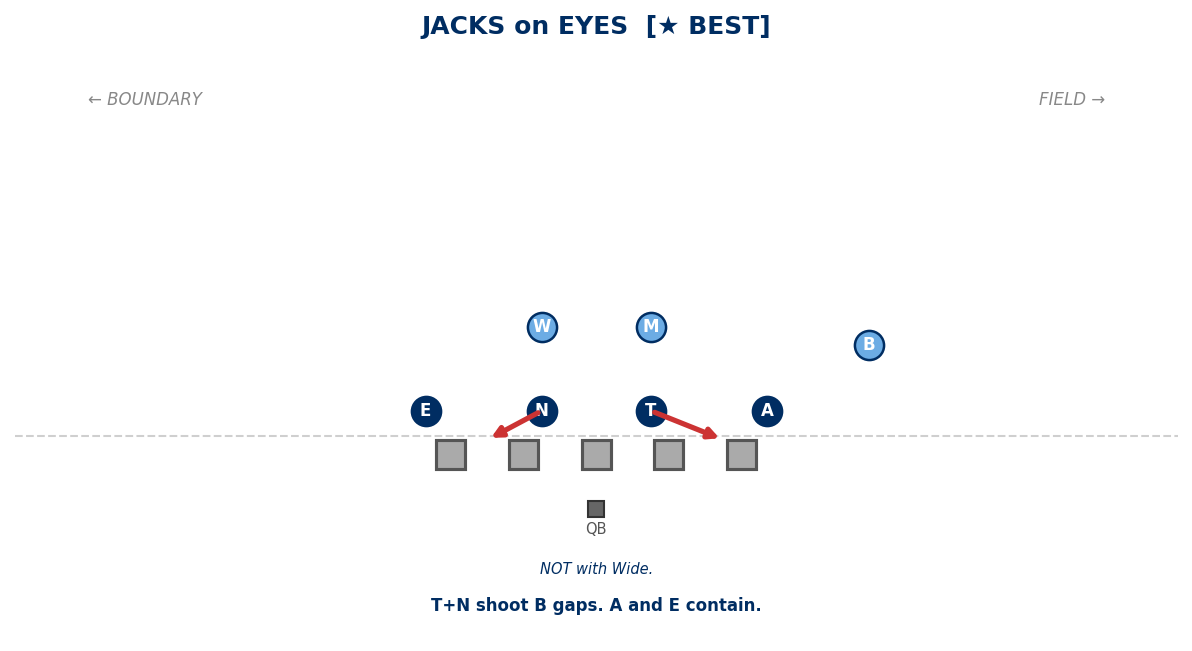 JACKS on EYES [★ BEST]
← BOUNDARY
FIELD →
W
M
B
E
N
T
A
QB
NOT with Wide.
T+N shoot B gaps. A and E contain.